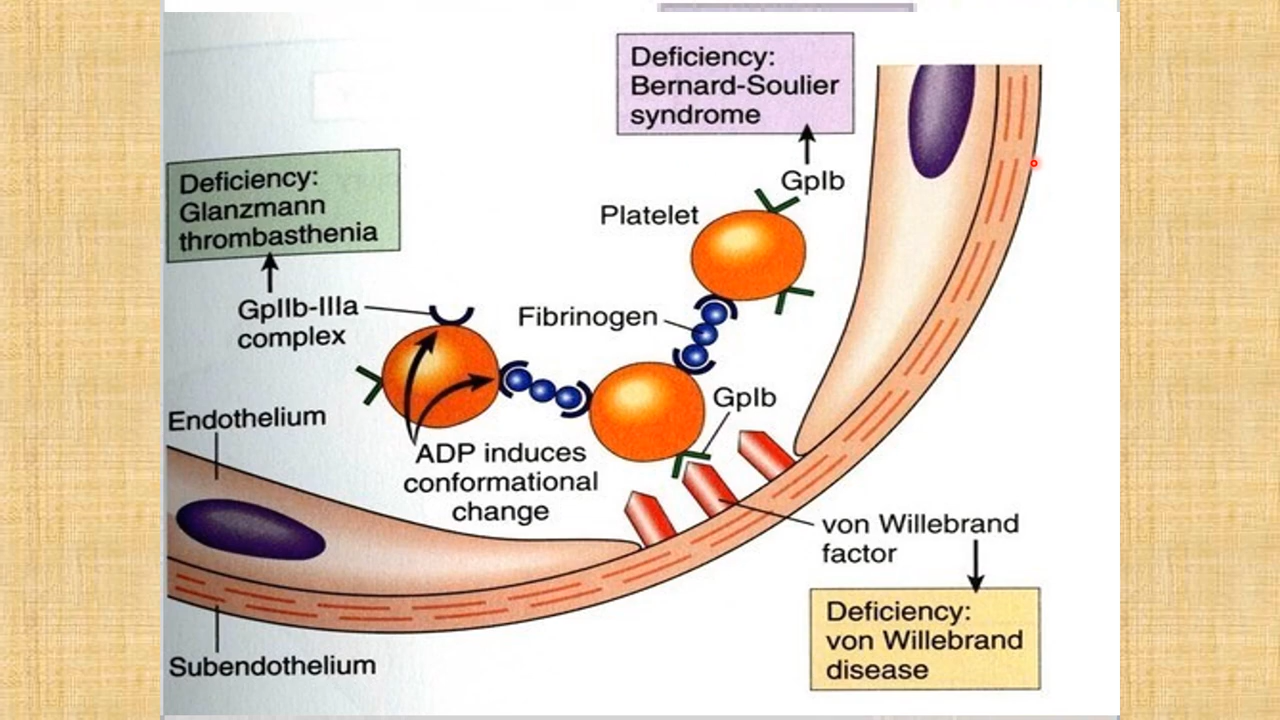 Deficiency:
Bernard-Soulier
syndrome
GpIb
Platelet
Deficiency:
Glanzmann
thrombasthenia
GpIIb-IIIa
complex
Fibrinogen
GpIb
Endothelium
ADP induces
conformational
change
von Willebrand
factor
Deficiency:
von Willebrand
disease
Subendothelium